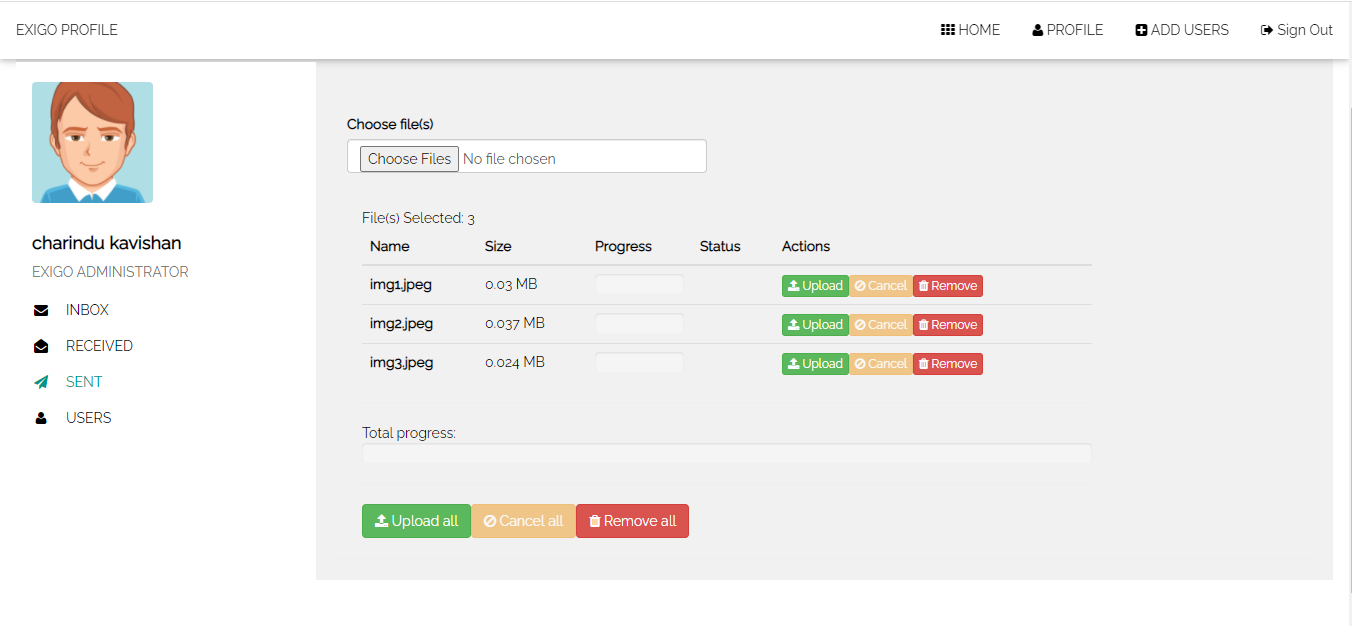 EXIGO PROFILE HOME PROFILE ADD USERS Sign Out
charindu kavishan
EXIGO ADMINISTRATOR
INBOX
RECEIVED
SENT
USERS
Choose file(s)
Choose Files No file chosen
File(s) Selected: 3
Name Size Progress Status Actions
img1.jpeg 0.03 MB Upload Cancel Remove
img2.jpeg 0.037 MB Upload Cancel Remove
img3.jpeg 0.024 MB Upload Cancel Remove
Total progress:
Upload all Cancel all Remove all